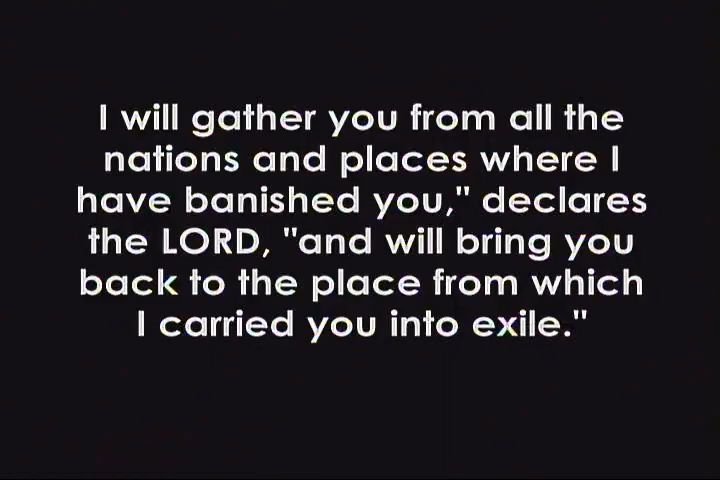 I will gather you from all the
nations and places where I
have banished you," declares
the LORD, "and will bring you
back to the place from which
I carried you into exile."